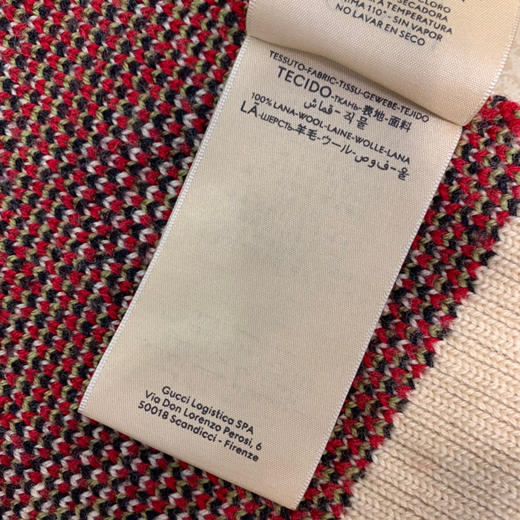 SECADORA
A TEMPERATURA
110° - SIN VAPOR
NO LAVAR EN SECO
TESSUTO-FABRIC-TISSU-GEWEBE-TEJIDO
TECIDO-ТКАНЬ-表地-面料
قماش-직물
100% LANA-WOOL-LAINE-WOLLE-LANA
LÃ-ШЕРСТЬ-羊毛-ウール-صوف-울
Gucci Logistica SPA
Via Don Lorenzo Perosi, 6
50018 Scandicci - Firenze